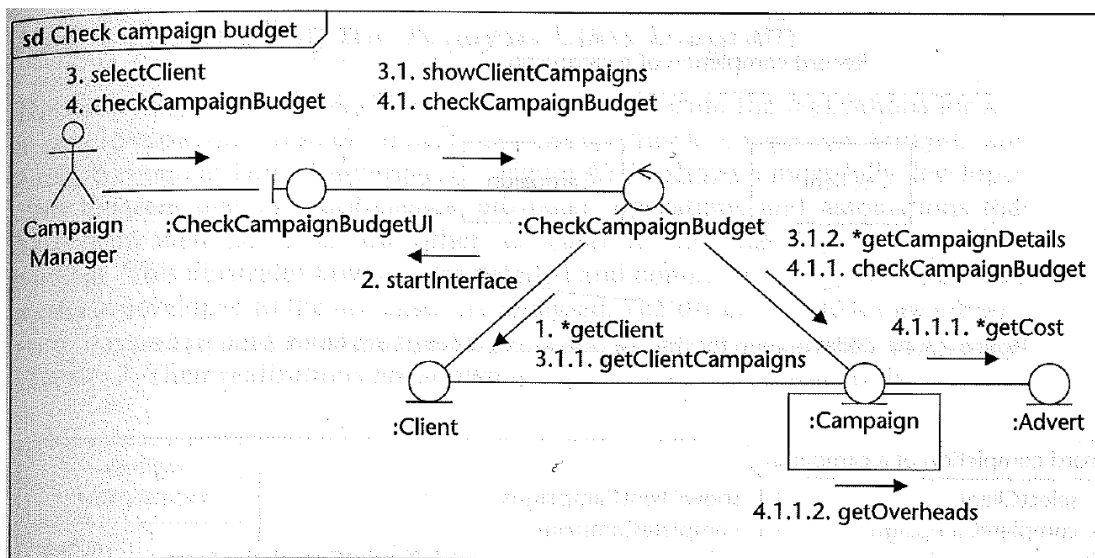 sd Check campaign budget
3. selectClient
4. checkCampaignBudget
3.1. showClientCampaigns
4.1. checkCampaignBudget
Campaign
Manager
:CheckCampaignBudgetUI
:CheckCampaignBudget
2. startInterface
3.1.2. *getCampaignDetails
4.1.1. checkCampaignBudget
1. *getClient
3.1.1. getClientCampaigns
4.1.1.1. *getCost
:Client
:Campaign
:Advert
4.1.1.2. getOverheads